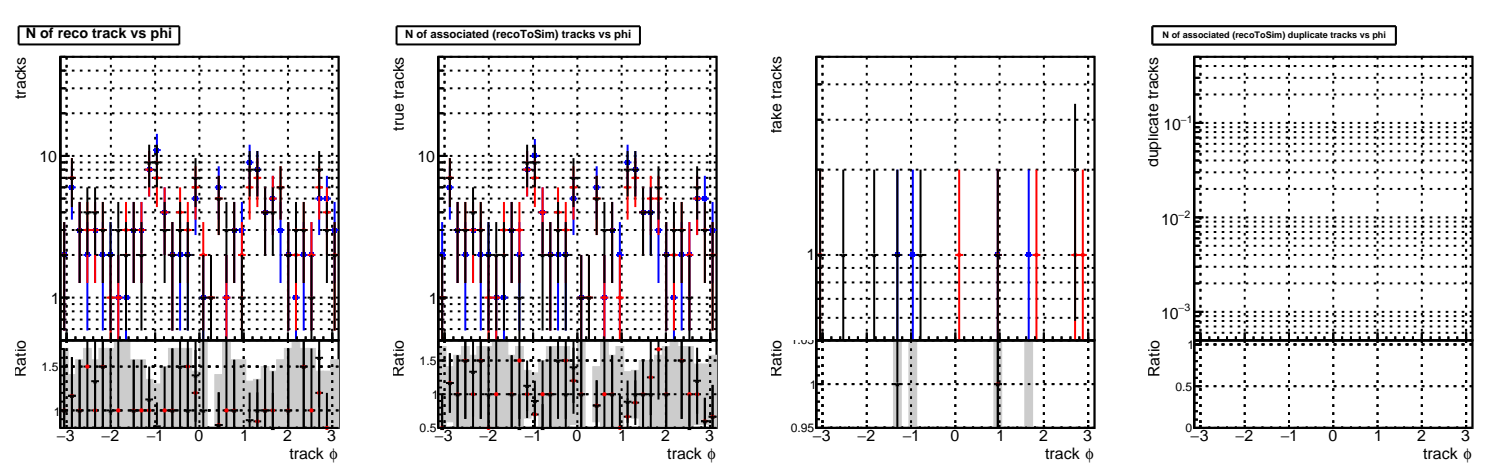 N of reco track vs phi
N of associated (recoToSim) tracks vs phi
N of associated (recoToSim) duplicate tracks vs phi
tracks
10
1
Ratio
1.5
1
−3 −2 −1 0 1 2 3
track ϕ
true tracks
10
1
Ratio
1.5
1
0.5
−3 −2 −1 0 1 2 3
track ϕ
fake tracks
1
1
0.95
−3 −2 −1 0 1 2 3
track ϕ
duplicate tracks
10−1
10−2
10−3
Ratio
1
0.5
0
−3 −2 −1 0 1 2 3
track ϕ